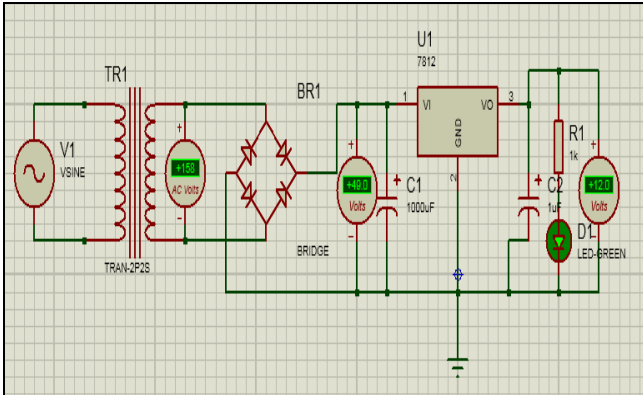 U1
7812
TR1
BR1
1
VI
VO
3
GND
2
V1
VSINE
+
+158
AC Volts
-
+
+49.0
Volts
-
C1
1000uF
R1
1k
C2
1uF
+
+12.0
Volts
D1
LED-GREEN
TRAN-2P2S
BRIDGE